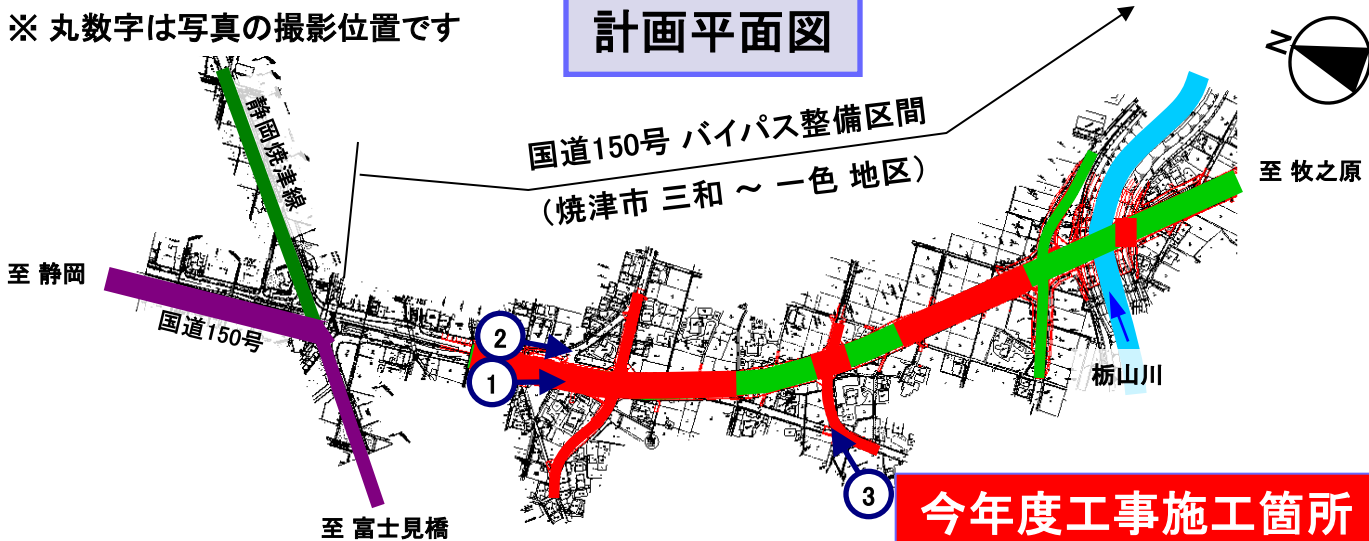 ※ 丸数字は写真の撮影位置です
計画平面図
N
静岡焼津線
国道150号 バイパス整備区間
（焼津市 三和 ～ 一色 地区）
至 牧之原
至 静岡
国道150号
2
1
栃山川
3
至 富士見橋
今年度工事施工箇所